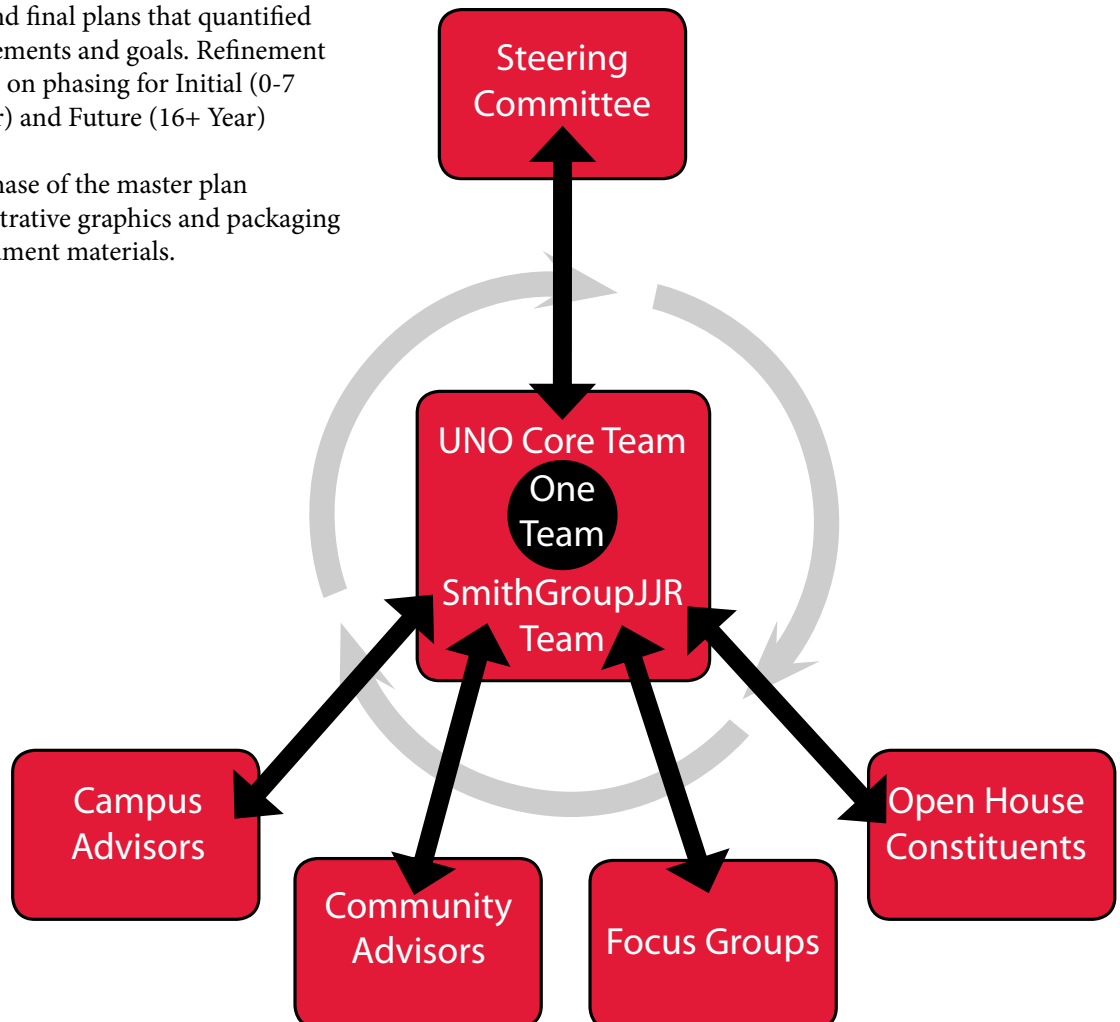 nd final plans that quantified
ements and goals. Refinement
on phasing for Initial (0-7
r) and Future (16+ Year)
hase of the master plan
trative graphics and packaging
ument materials.
Steering
Committee
UNO Core Team
One
Team
SmithGroupJJR
Team
Campus
Advisors
Community
Advisors
Focus Groups
Open House
Constituents